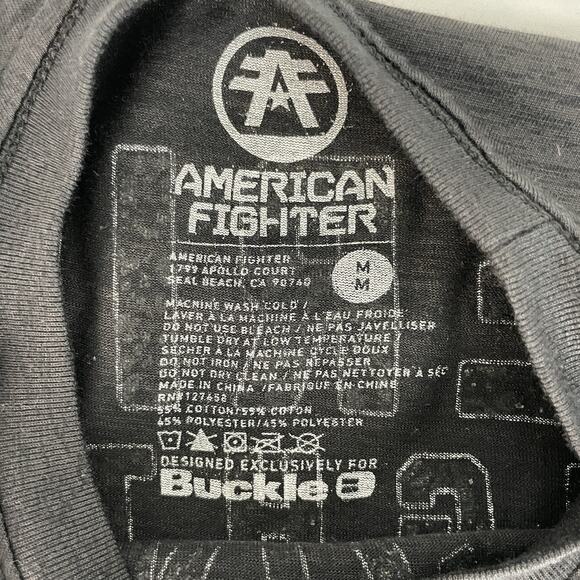 AMERICAN
FIGHTER
AMERICAN FIGHTER
1799 APOLLO COURT
SEAL BEACH, CA 90740
M
M
MACHINE WASH COLD /
LAVER À LA MACHINE À L'EAU FROIDE
DO NOT USE BLEACH / NE PAS JAVELLISER
TUMBLE DRY AT LOW TEMPERATURE /
SÉCHER À LA MACHINE CYCLE DOUX
DO NOT IRON / NE PAS REPASSER
DO NOT DRY CLEAN / NE PAS NETTOYER À SEC
MADE IN CHINA / FABRIQUÉ EN CHINE
RN# 127658
55% COTTON/55% COTON
45% POLYESTER/45% POLYESTER
DESIGNED EXCLUSIVELY FOR
Buckle B